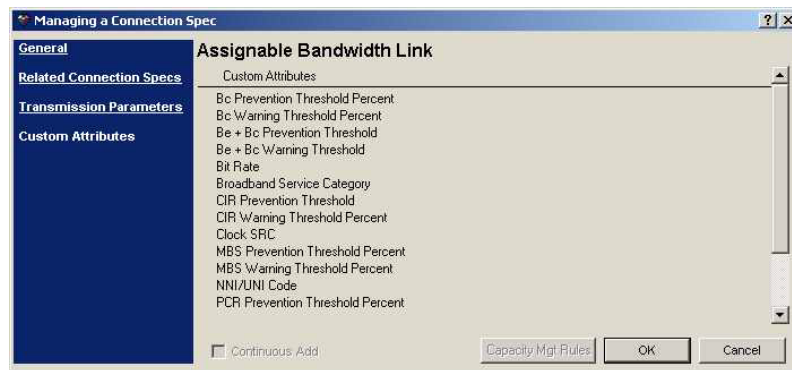 Managing a Connection Spec
General
Related Connection Specs
Transmission Parameters
Custom Attributes
Assignable Bandwidth Link
Custom Attributes
Bc Prevention Threshold Percent
Bc Warning Threshold Percent
Be + Bc Prevention Threshold
Be + Bc Warning Threshold
Bit Rate
Broadband Service Category
CIR Prevention Threshold
CIR Warning Threshold Percent
Clock SRC
MBS Prevention Threshold Percent
MBS Warning Threshold Percent
NNI/UNI Code
PCR Prevention Threshold Percent
Continuous Add
Capacity Mgt Rules
OK
Cancel